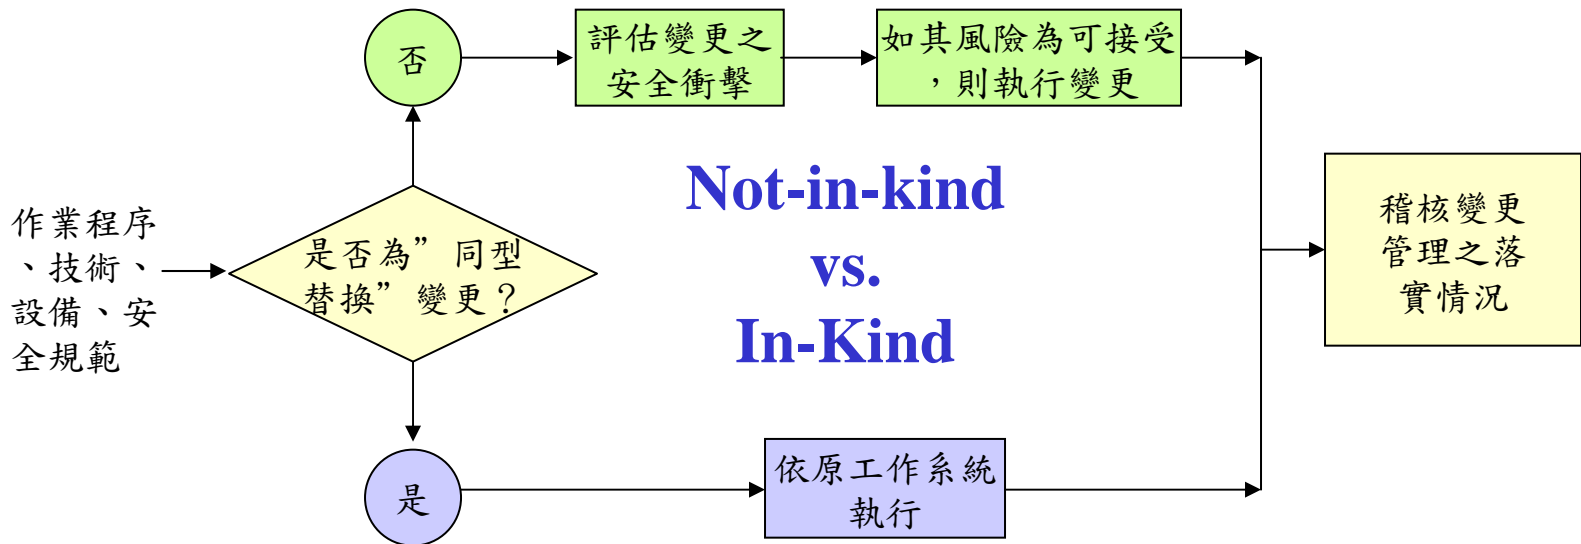 否
評估變更之
安全衝擊
如其風險為可接受
，則執行變更
Not-in-kind
vs.
In-Kind
作業程序
、技術、
設備、安
全規範
是否為”同型
替換”變更？
稽核變更
管理之落
實情況
是
依原工作系統
執行